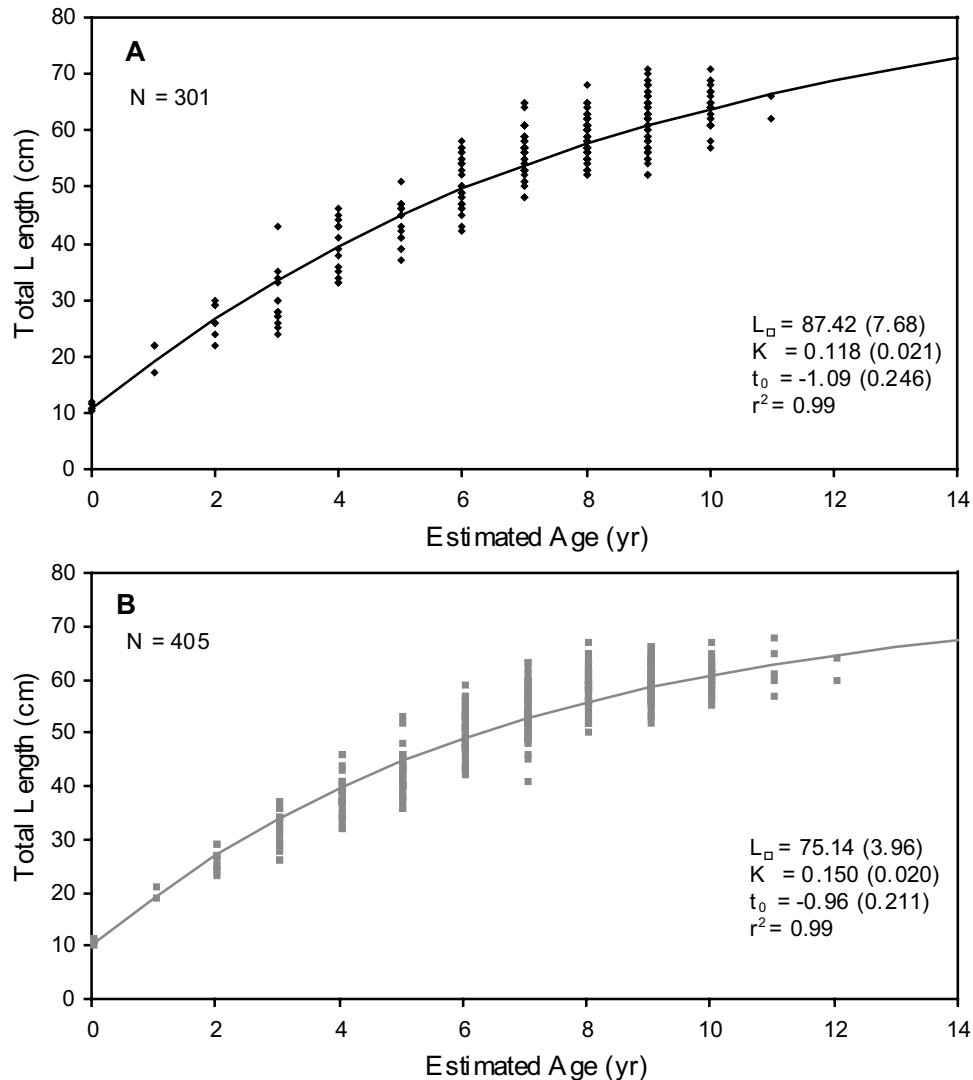 A
N = 301
80
70
60
50
40
30
20
10
0
Total Length (cm)
L□ = 87.42 (7.68)
K = 0.118 (0.021)
t0 = -1.09 (0.246)
r2 = 0.99
0 2 4 6 8 10 12 14
Estimated Age (yr)
B
N = 405
80
70
60
50
40
30
20
10
0
Total Length (cm)
L□ = 75.14 (3.96)
K = 0.150 (0.020)
t0 = -0.96 (0.211)
r2 = 0.99
0 2 4 6 8 10 12 14
Estimated Age (yr)